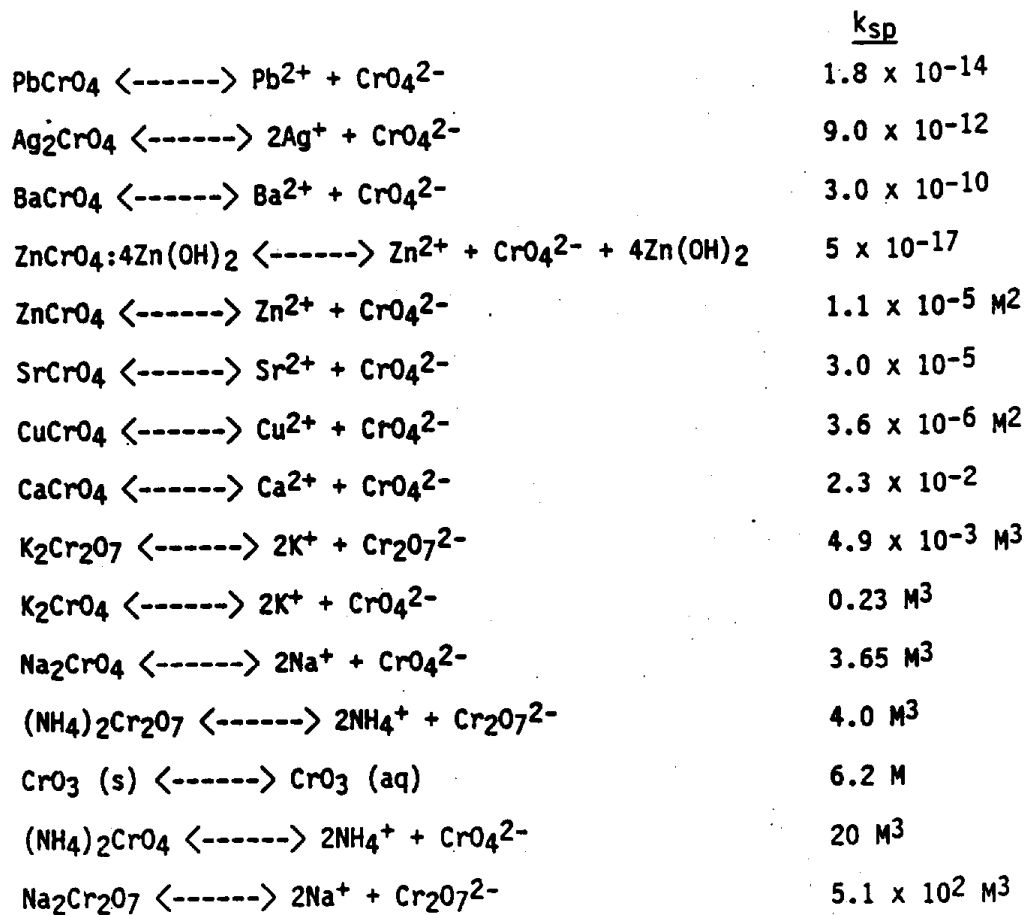 ksp
PbCrO4 <------> Pb2+ + CrO42- 1.8 x 10-14
Ag2CrO4 <------> 2Ag+ + CrO42- 9.0 x 10-12
BaCrO4 <------> Ba2+ + CrO42- 3.0 x 10-10
ZnCrO4:4Zn(OH)2 <------> Zn2+ + CrO42- + 4Zn(OH)2 5 x 10-17
ZnCrO4 <------> Zn2+ + CrO42- 1.1 x 10-5 M2
SrCrO4 <------> Sr2+ + CrO42- 3.0 x 10-5
CuCrO4 <------> Cu2+ + CrO42- 3.6 x 10-6 M2
CaCrO4 <------> Ca2+ + CrO42- 2.3 x 10-2
K2Cr2O7 <------> 2K+ + Cr2O72- 4.9 x 10-3 M3
K2CrO4 <------> 2K+ + CrO42- 0.23 M3
Na2CrO4 <------> 2Na+ + CrO42- 3.65 M3
(NH4)2Cr2O7 <------> 2NH4+ + Cr2O72- 4.0 M3
CrO3 (s) <------> CrO3 (aq) 6.2 M
(NH4)2CrO4 <------> 2NH4+ + CrO42- 20 M3
Na2Cr2O7 <------> 2Na+ + Cr2O72- 5.1 x 102 M3